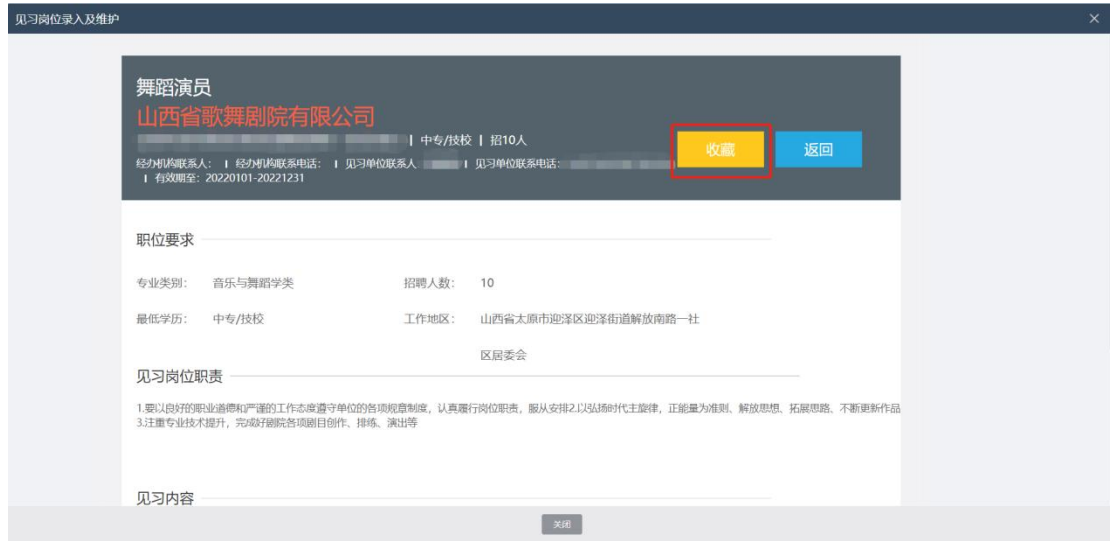 见习岗位录入及维护
×
舞蹈演员
山西省歌舞剧院有限公司
| 中专/技校 | 招10人
经办机构联系人: | 经办机构联系电话: | 见习单位联系人 | 见习单位联系电话:
| 有效期至: 20220101-20221231
收藏
返回
职位要求
专业类别: 音乐与舞蹈学类 招聘人数: 10
最低学历: 中专/技校 工作地区: 山西省太原市迎泽区迎泽街道解放南路一社
区居委会
见习岗位职责
1.要以良好的职业道德和严谨的工作态度遵守单位的各项规章制度，认真履行岗位职责，服从安排2.以弘扬时代主旋律，正能量为准则、解放思想、拓展思路、不断更新作品
3.注重专业技术提升，完成好剧院各项剧目创作、排练、演出等
见习内容
关闭